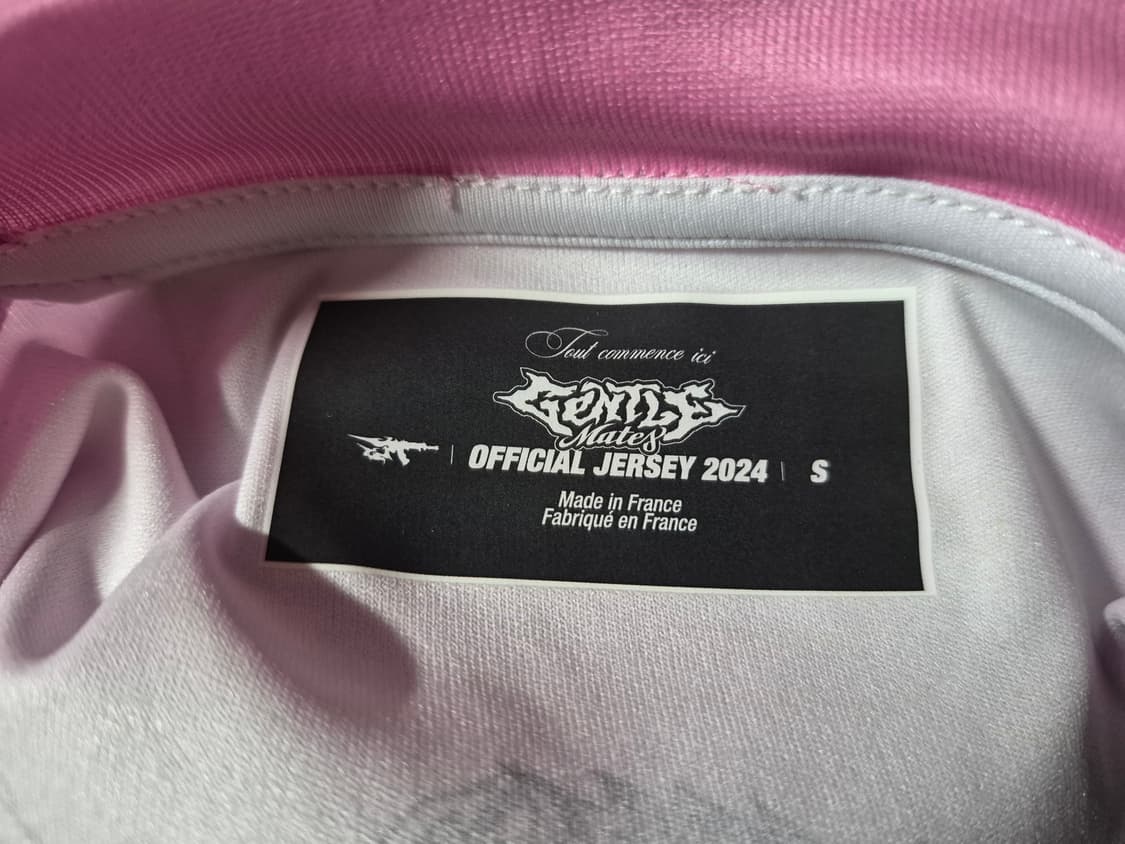 Tout commence ici
GENTLE
Mates
OFFICIAL JERSEY 2024 | S
Made in France
Fabriqué en France